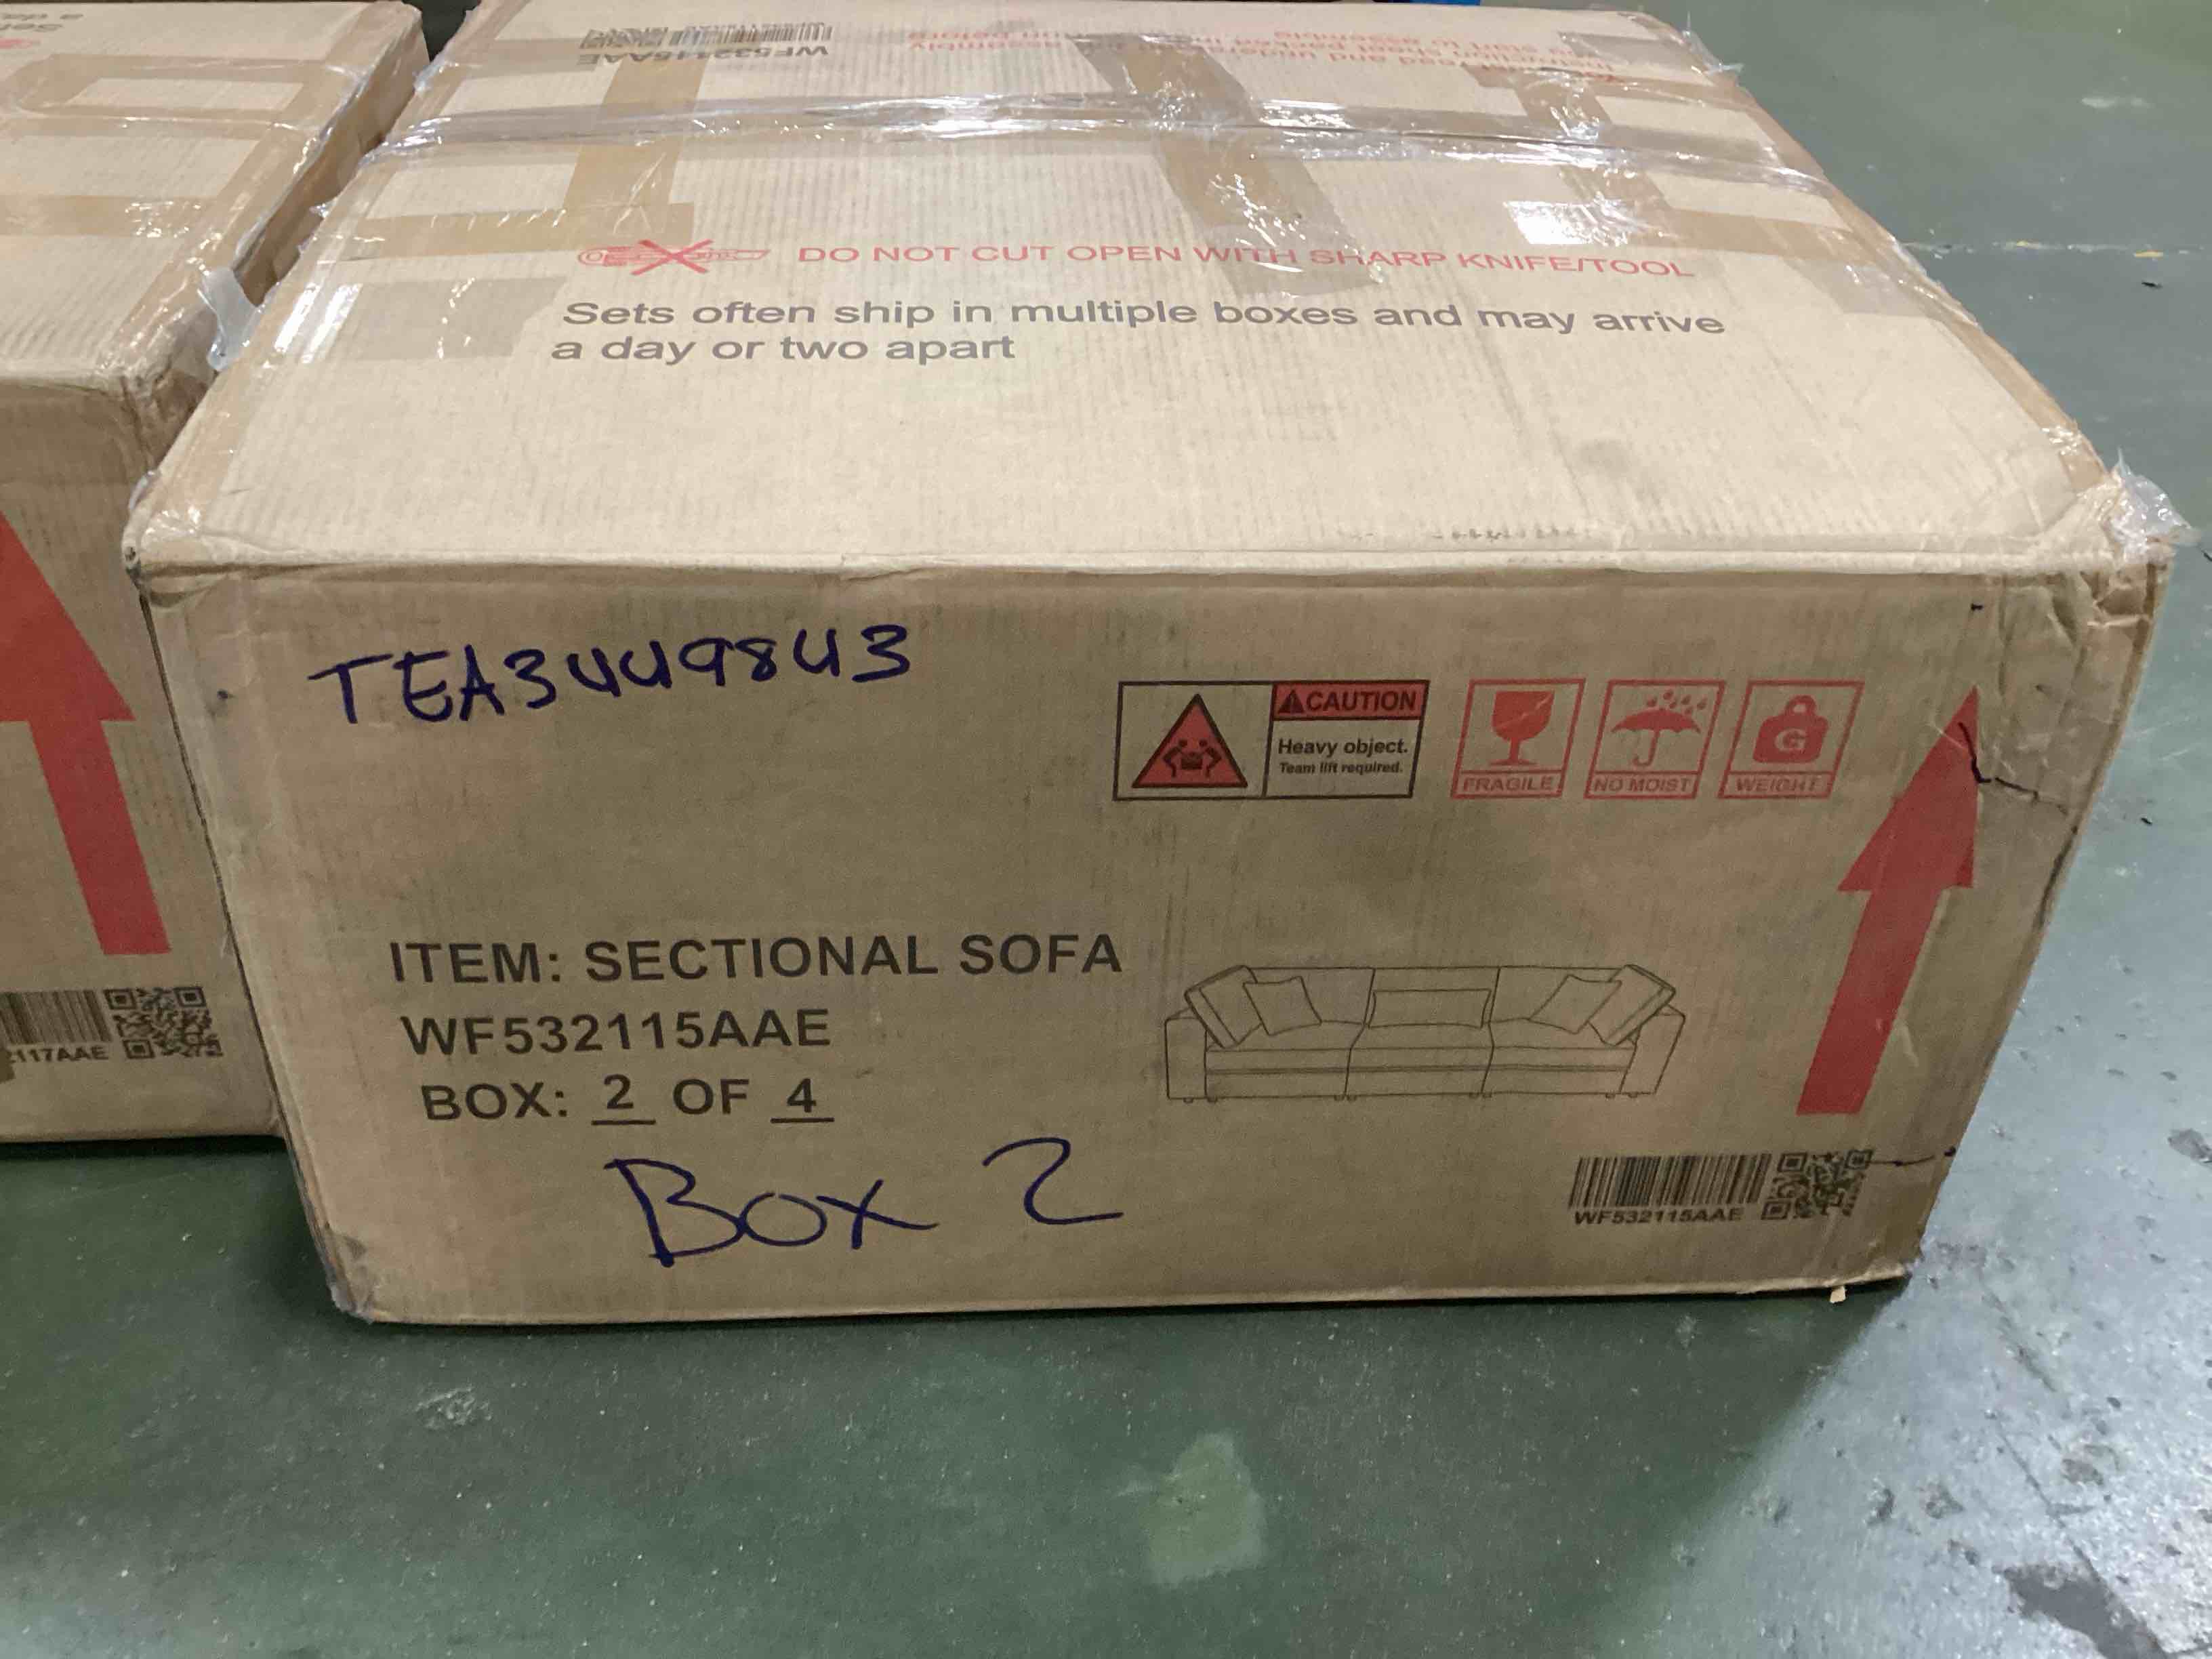 WF532115AAE
DO NOT CUT OPEN WITH SHARP KNIFE/TOOL
Sets often ship in multiple boxes and may arrive
a day or two apart
TEA3449843
CAUTION
Heavy object.
Team lift required.
FRAGILE
NO MOIST
G
WEIGHT
ITEM: SECTIONAL SOFA
WF532115AAE
BOX: 2 OF 4
Box 2
WF532115AAE
2117AAE